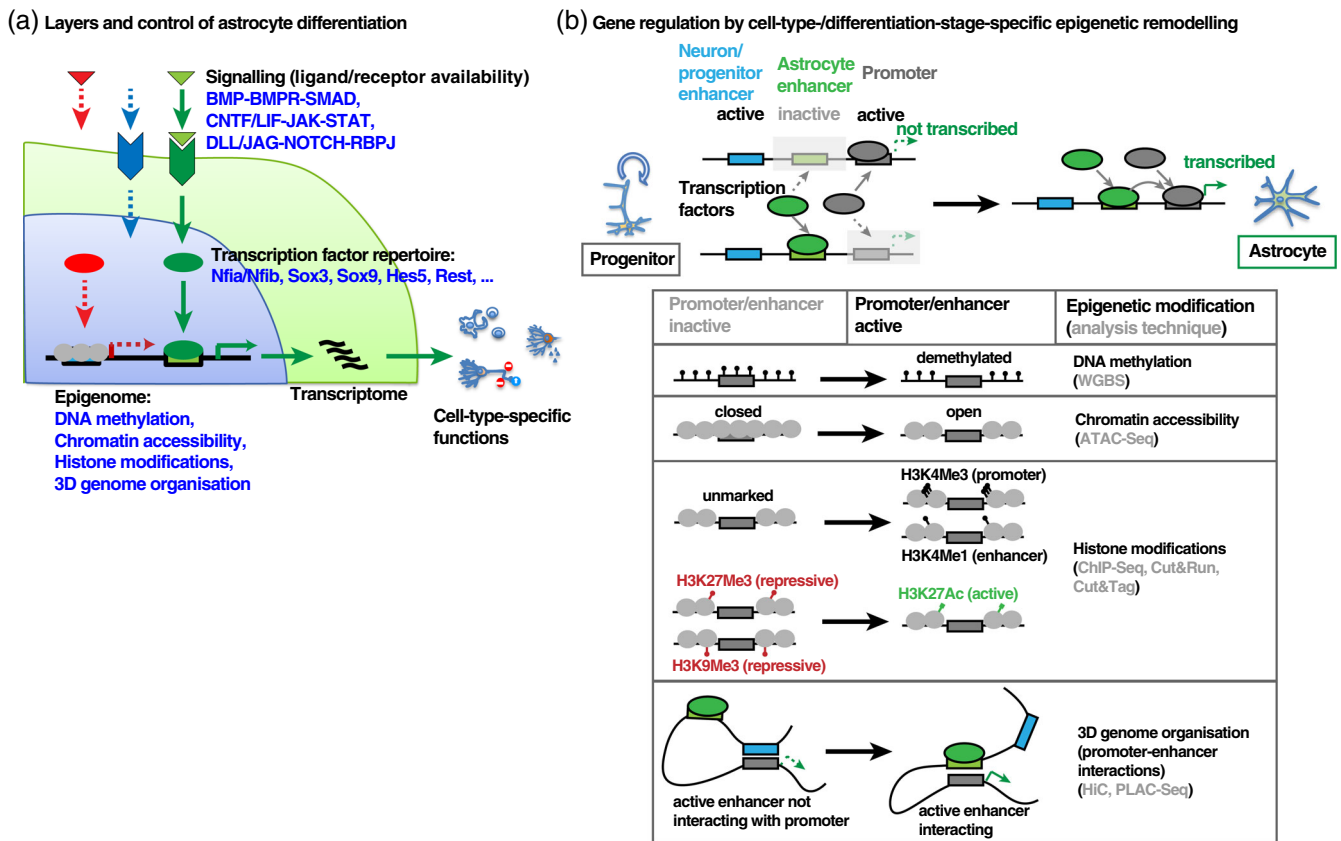 (a) Layers and control of astrocyte differentiation
Signalling (ligand/receptor availability)
BMP-BMPR-SMAD,
CNTF/LIF-JAK-STAT,
DLL/JAG-NOTCH-RBPJ
Transcription factor repertoire:
Nfia/Nfib, Sox3, Sox9, Hes5, Rest, ...
Transcriptome
Cell-type-specific
functions
Epigenome:
DNA methylation,
Chromatin accessibility,
Histone modifications,
3D genome organisation
(b) Gene regulation by cell-type-/differentiation-stage-specific epigenetic remodelling
Neuron/
progenitor
enhancer
Astrocyte
enhancer
Promoter
active
inactive
active
not transcribed
Transcription
factors
transcribed
Progenitor
Astrocyte
Promoter/enhancer
inactive
Promoter/enhancer
active
Epigenetic modification
(analysis technique)
demethylated
DNA methylation
(WGBS)
closed
open
Chromatin accessibility
(ATAC-Seq)
unmarked
H3K4Me3 (promoter)
H3K4Me1 (enhancer)
H3K27Me3 (repressive)
H3K9Me3 (repressive)
H3K27Ac (active)
Histone modifications
(ChIP-Seq, Cut&Run,
Cut&Tag)
active enhancer not
interacting with promoter
active enhancer
interacting
3D genome organisation
(promoter-enhancer
interactions)
(HiC, PLAC-Seq)